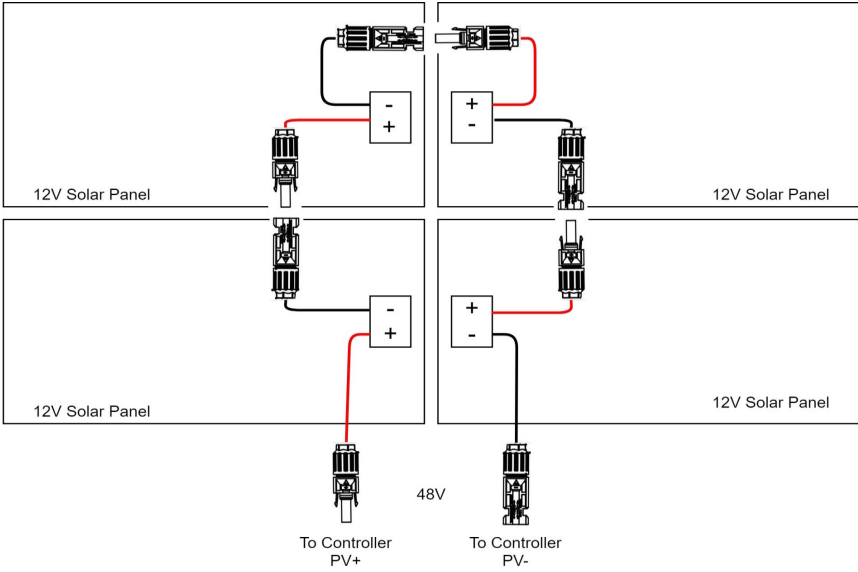 -
+
+
-
12V Solar Panel
12V Solar Panel
-
+
+
-
12V Solar Panel
12V Solar Panel
48V
To Controller
PV+
To Controller
PV-